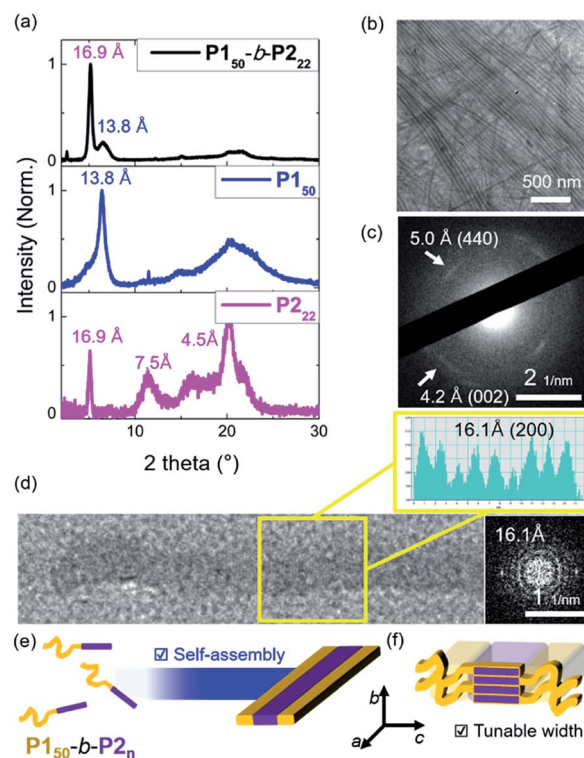 (a)
16.9 Å
P1₅₀-b-P2₂₂
1
13.8 Å
0
13.8 Å
P1₅₀
1
0
16.9 Å
P2₂₂
1
7.5Å
4.5Å
0
0 10 20 30
2 theta (°)
Intensity (Norm.)
(b)
500 nm
(c)
5.0 Å (440)
4.2 Å (002)
2 1/nm
16.1Å (200)
(d)
16.1Å
1 1/nm
(e)
☑ Self-assembly
P1₅₀-b-P2ₙ
b
a
c
(f)
☑ Tunable width